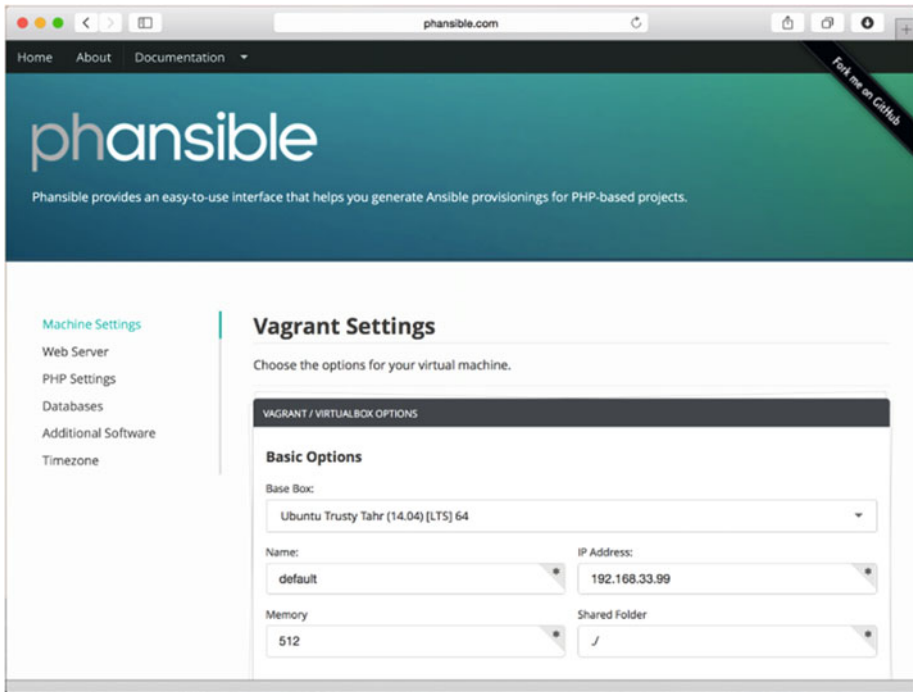 phansible.com
Home About Documentation
Fork me on GitHub
phansible
Phansible provides an easy-to-use interface that helps you generate Ansible provisionings for PHP-based projects.
Machine Settings
Web Server
PHP Settings
Databases
Additional Software
Timezone
Vagrant Settings
Choose the options for your virtual machine.
VAGRANT / VIRTUALBOX OPTIONS
Basic Options
Base Box:
Ubuntu Trusty Tahr (14.04) [LTS] 64
Name: IP Address:
default * 192.168.33.99 *
Memory Shared Folder
512 * ./ *